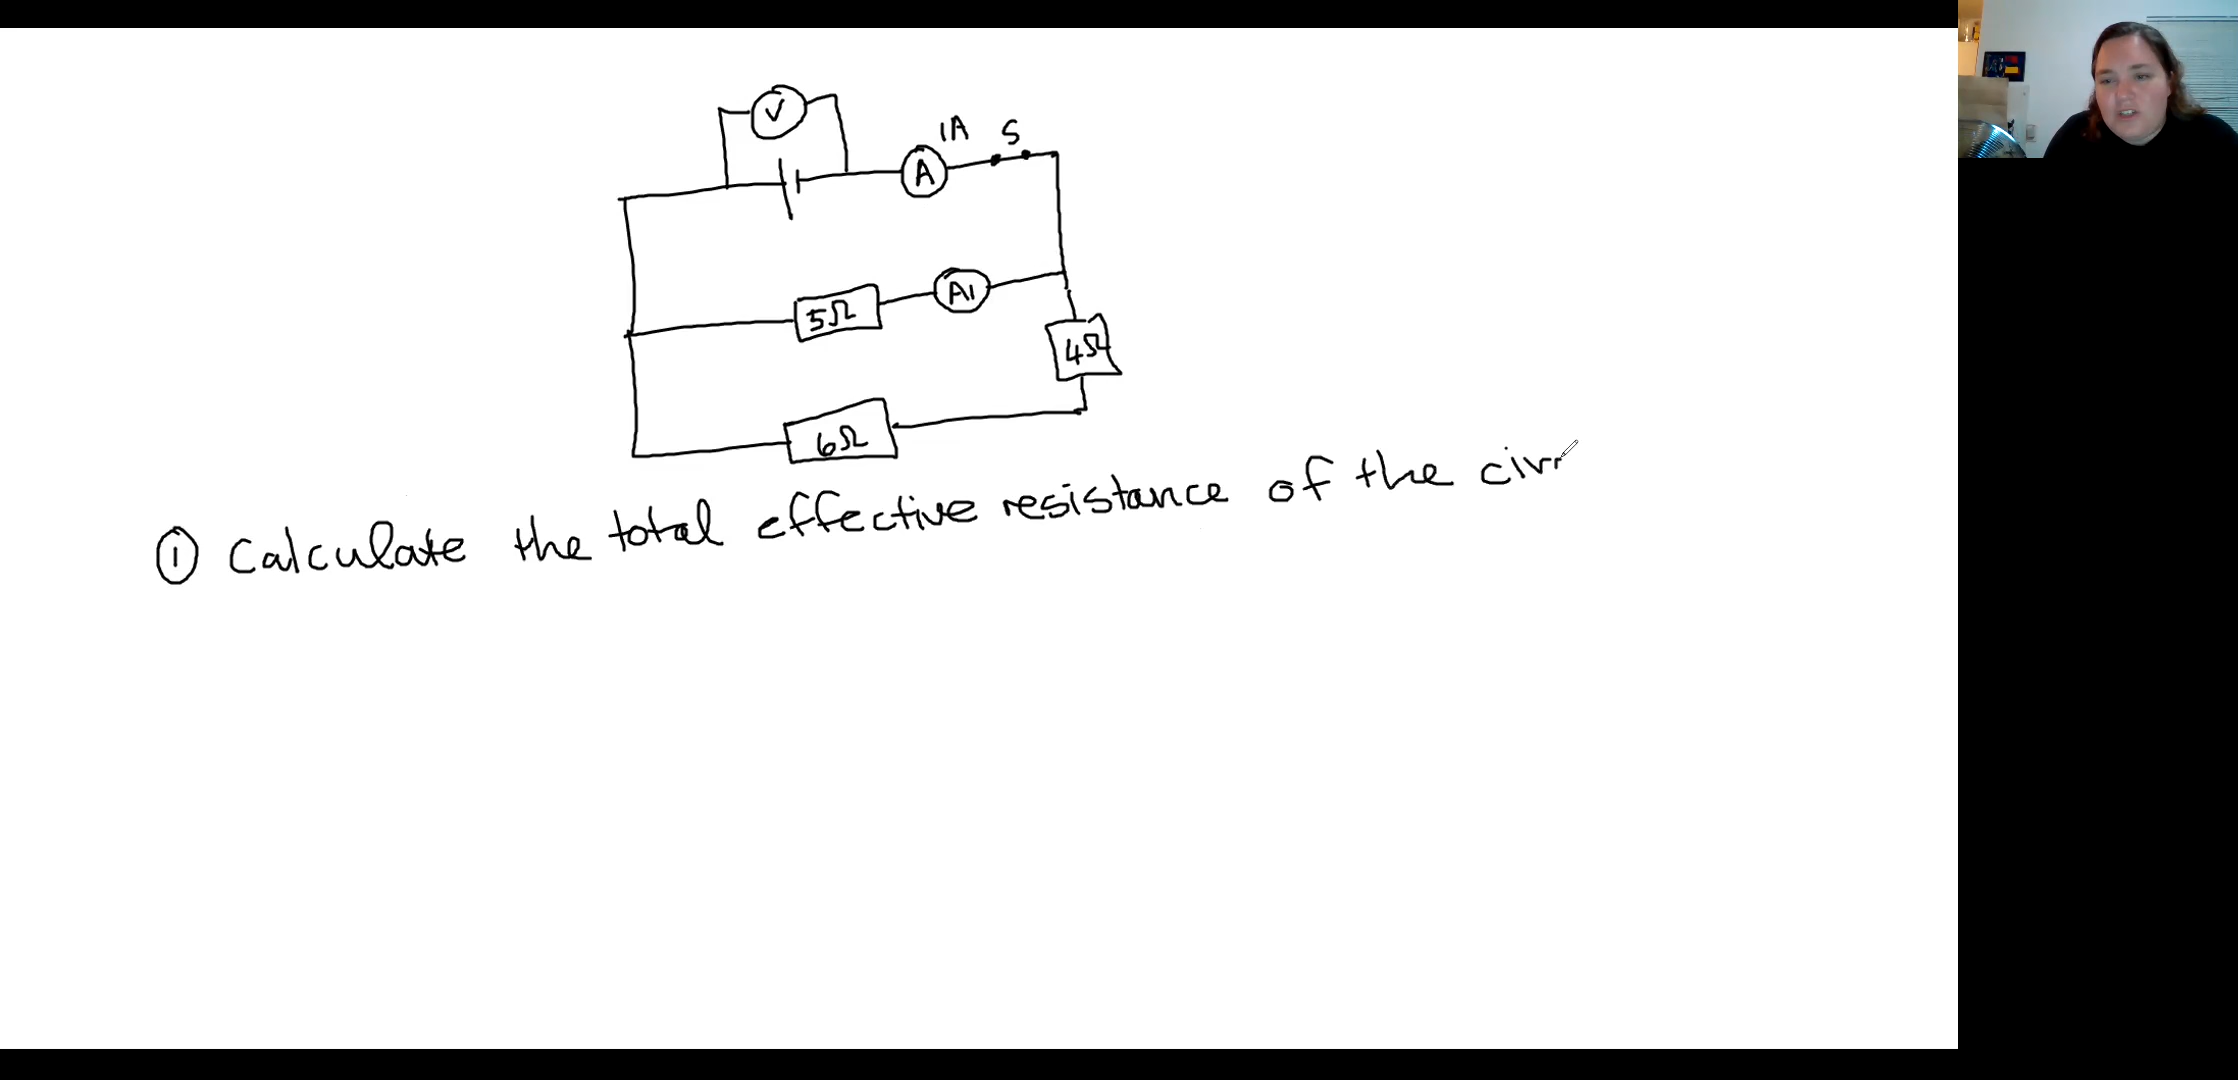 V
1A S
A
5Ω A1
4Ω
6Ω
① Calculate the total effective resistance of the cir